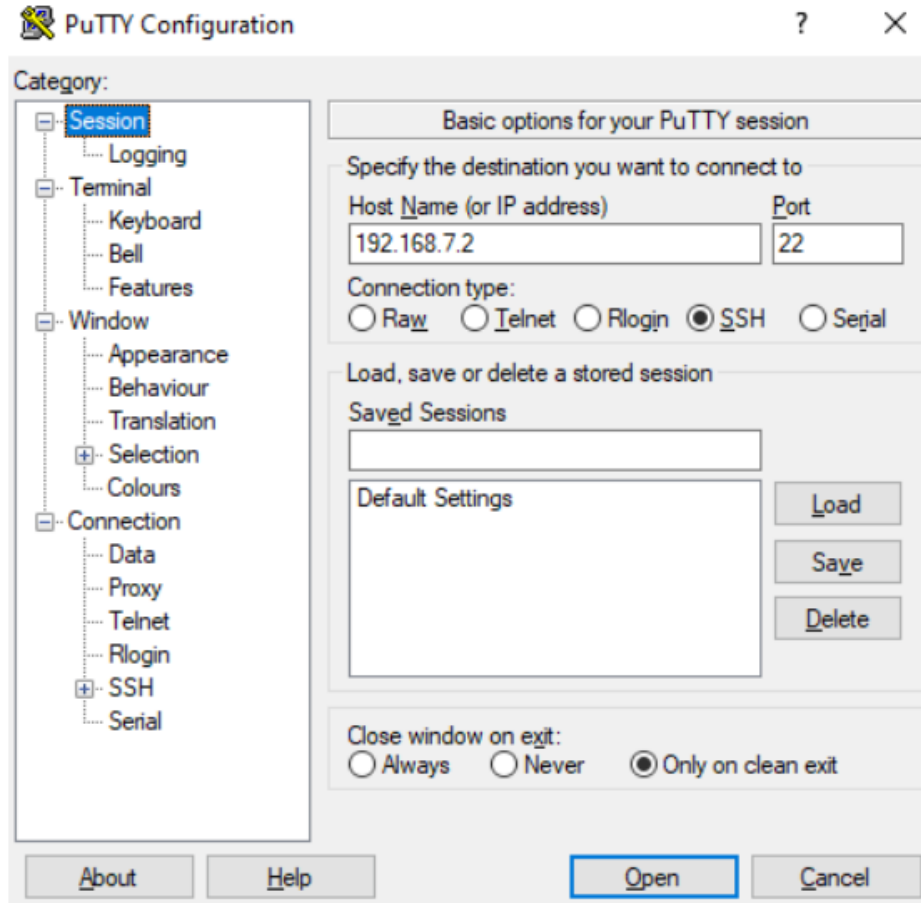 PuTTY Configuration
?
Category:
Session
Logging
Terminal
Keyboard
Bell
Features
Window
Appearance
Behaviour
Translation
Selection
Colours
Connection
Data
Proxy
Telnet
Rlogin
SSH
Serial
Basic options for your PuTTY session
Specify the destination you want to connect to
Host Name (or IP address) Port
192.168.7.2 22
Connection type:
Raw Telnet Rlogin SSH Serial
Load, save or delete a stored session
Saved Sessions
Default Settings
Load
Save
Delete
Close window on exit:
Always Never Only on clean exit
About Help Open Cancel